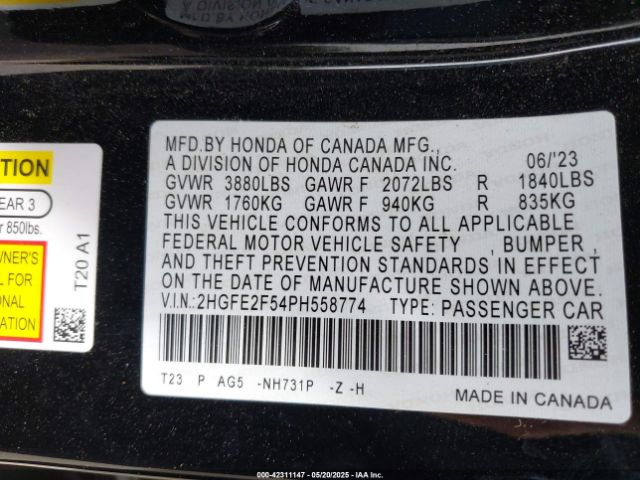 MFD.BY HONDA OF CANADA MFG.,
A DIVISION OF HONDA CANADA INC. 06/'23
GVWR 3880LBS GAWR F 2072LBS R 1840LBS
GVWR 1760KG GAWR F 940KG R 835KG
THIS VEHICLE CONFORMS TO ALL APPLICABLE
FEDERAL MOTOR VEHICLE SAFETY , BUMPER ,
AND THEFT PREVENTION STANDARDS IN EFFECT
ON THE DATE OF MANUFACTURE SHOWN ABOVE.
V.I.N.:2HGFE2F54PH558774 TYPE: PASSENGER CAR
T23 P AG5 -NH731P -Z -H
MADE IN CANADA
EAR 3
850lbs.
WNER'S
L FOR
ONAL
ATION
T20 A1
000-42311147 — 05/20/2025 — IAA Inc.